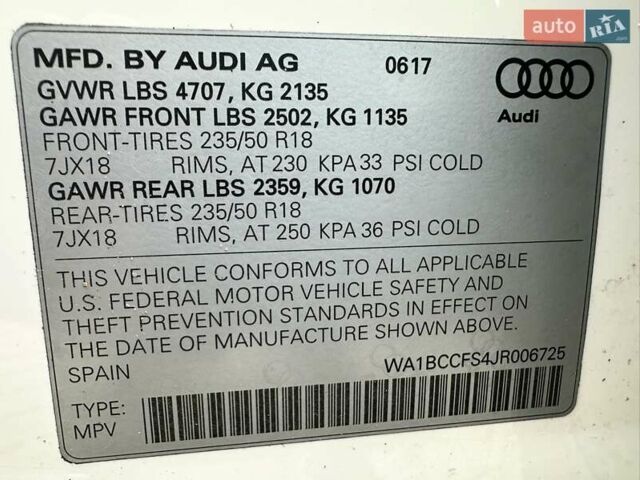 auto RIA.com
MFD. BY AUDI AG 0617
GVWR LBS 4707, KG 2135
GAWR FRONT LBS 2502, KG 1135
Audi
FRONT-TIRES 235/50 R18
7JX18 RIMS, AT 230 KPA 33 PSI COLD
GAWR REAR LBS 2359, KG 1070
REAR-TIRES 235/50 R18
7JX18 RIMS, AT 250 KPA 36 PSI COLD
THIS VEHICLE CONFORMS TO ALL APPLICABLE
U.S. FEDERAL MOTOR VEHICLE SAFETY AND
THEFT PREVENTION STANDARDS IN EFFECT ON
THE DATE OF MANUFACTURE SHOWN ABOVE.
SPAIN WA1BCCFS4JR006725
TYPE:
MPV